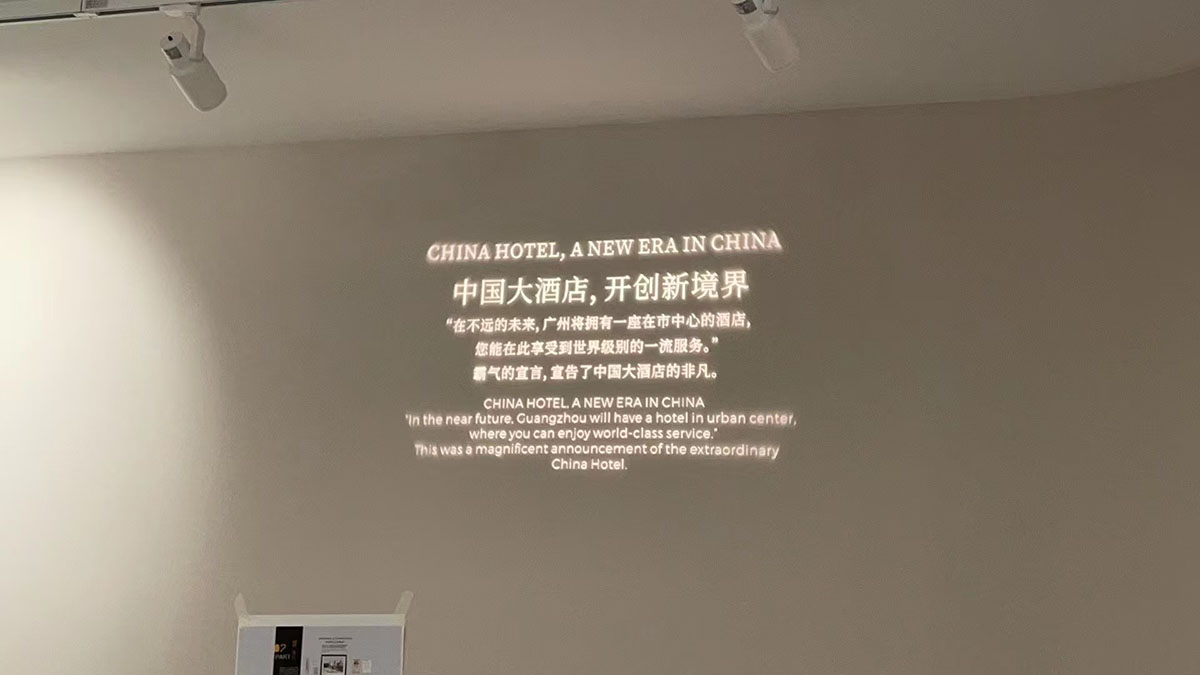 CHINA HOTEL, A NEW ERA IN CHINA
中国大酒店, 开创新境界
“在不远的未来, 广州将拥有一座在市中心的酒店,
您能在此享受到世界级别的一流服务。”
霸气的宣言, 宣告了中国大酒店的非凡。
CHINA HOTEL, A NEW ERA IN CHINA
"In the near future, Guangzhou will have a hotel in urban center,
where you can enjoy world-class service."
This was a magnificent announcement of the extraordinary
China Hotel.
PART